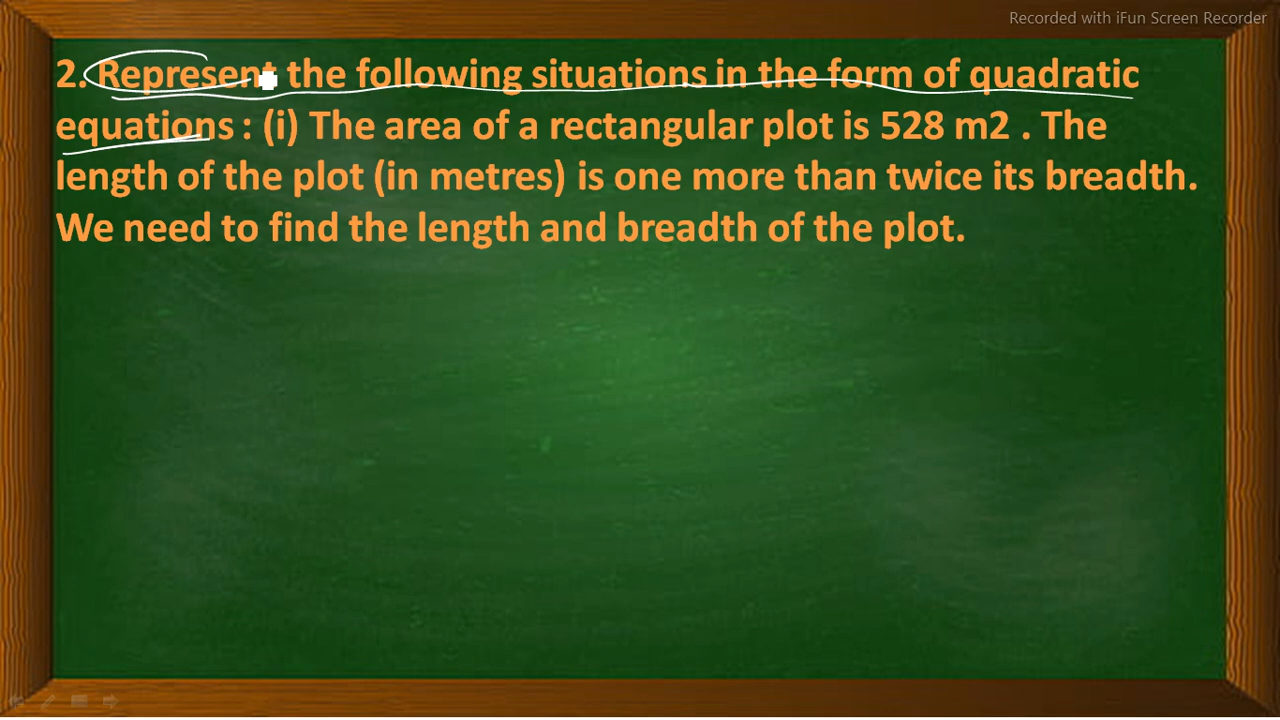 Recorded with iFun Screen Recorder
2. Represent the following situations in the form of quadratic
equations : (i) The area of a rectangular plot is 528 m2 . The
length of the plot (in metres) is one more than twice its breadth.
We need to find the length and breadth of the plot.